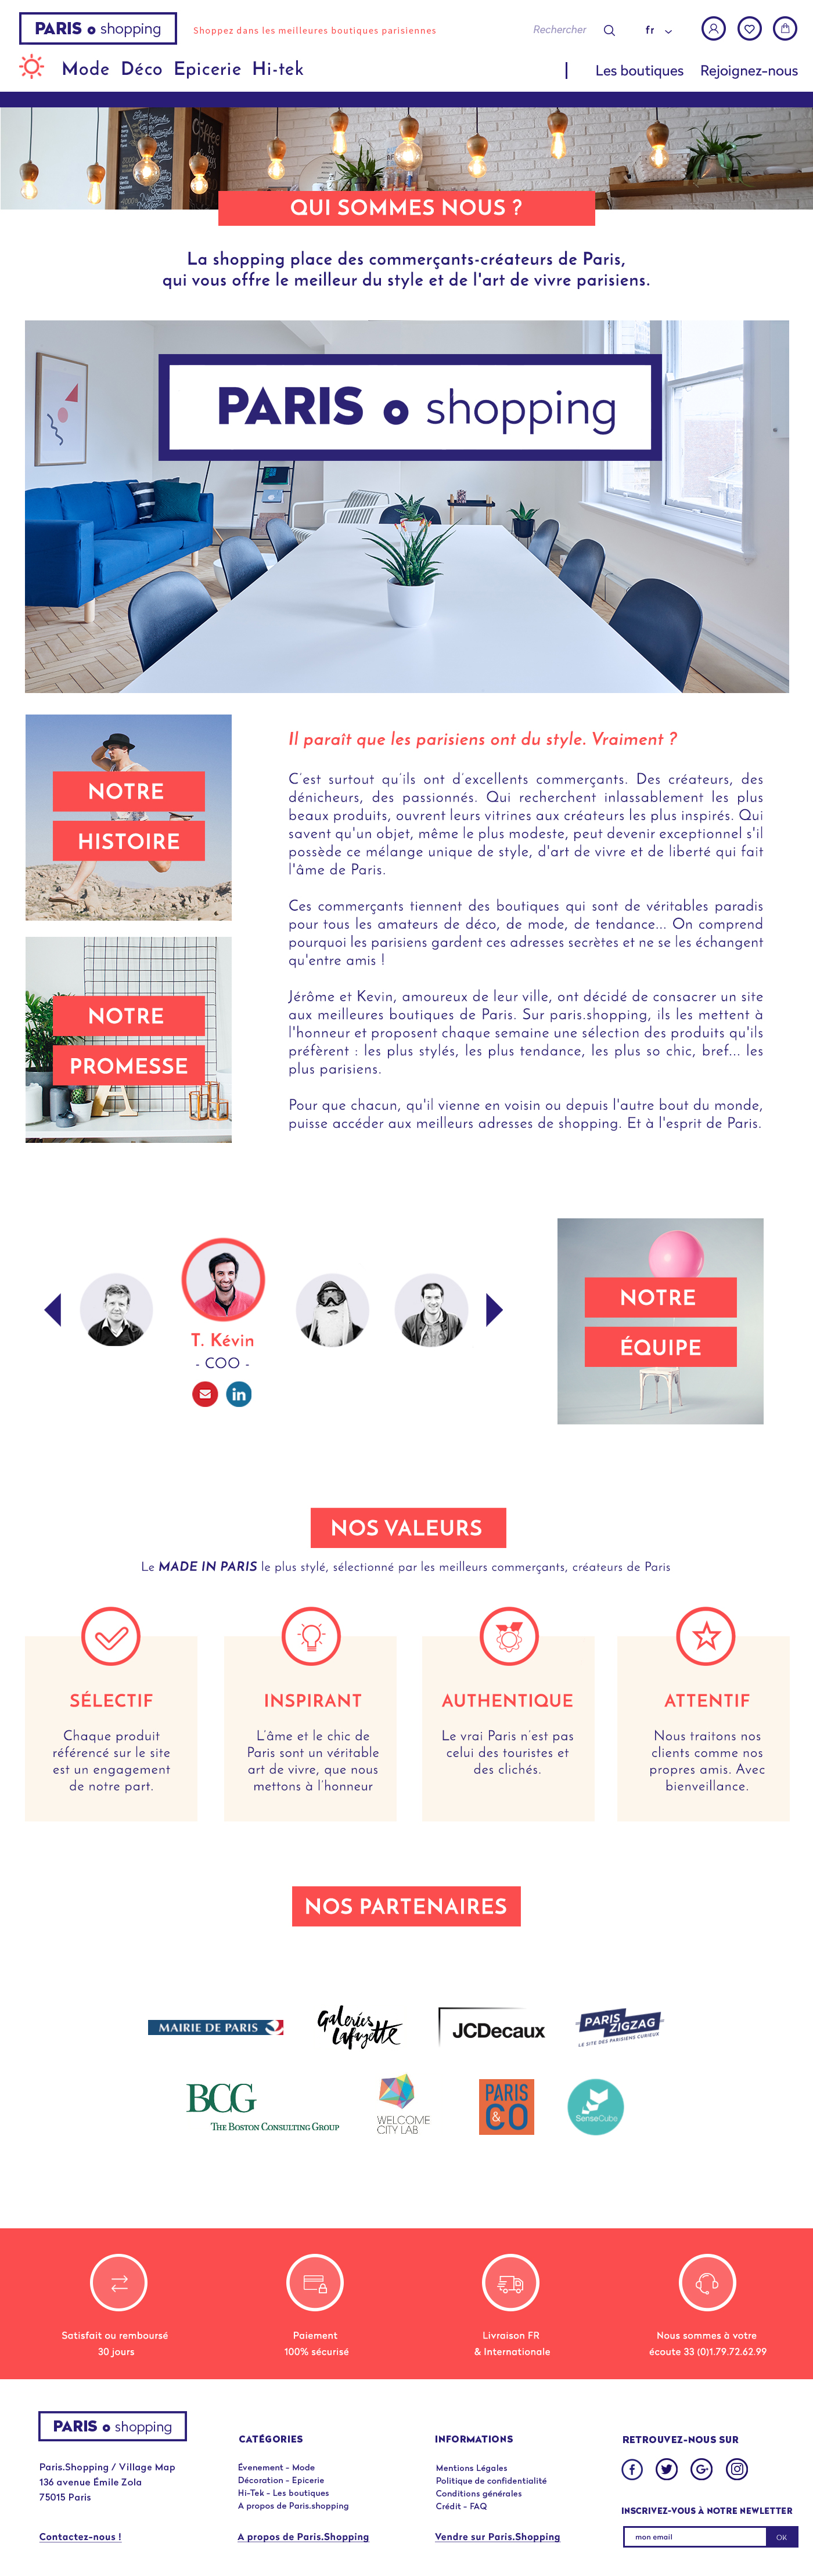 PARIS shopping
Shoppez dans les meilleures boutiques parisiennes
Rechercher
fr
Mode Déco Epicerie Hi-tek
Les boutiques Rejoignez-nous
Coffee
QUI SOMMES NOUS ?
La shopping place des commerçants-créateurs de Paris,
qui vous offre le meilleur du style et de l'art de vivre parisiens.
PARIS shopping
NOTRE
HISTOIRE
Il paraît que les parisiens ont du style. Vraiment ?
C'est surtout qu'ils ont d'excellents commerçants. Des créateurs, des
dénicheurs, des passionnés. Qui recherchent inlassablement les plus
beaux produits, ouvrent leurs vitrines aux créateurs les plus inspirés. Qui
savent qu'un objet, même le plus modeste, peut devenir exceptionnel s'il
possède ce mélange unique de style, d'art de vivre et de liberté qui fait
l'âme de Paris.
Ces commerçants tiennent des boutiques qui sont de véritables paradis
pour tous les amateurs de déco, de mode, de tendance... On comprend
pourquoi les parisiens gardent ces adresses secrètes et ne se les échangent
qu'entre amis !
Jérôme et Kevin, amoureux de leur ville, ont décidé de consacrer un site
aux meilleures boutiques de Paris. Sur paris.shopping, ils les mettent à
l'honneur et proposent chaque semaine une sélection des produits qu'ils
préfèrent : les plus stylés, les plus tendance, les plus so chic, bref... les
plus parisiens.
Pour que chacun, qu'il vienne en voisin ou depuis l'autre bout du monde,
puisse accéder aux meilleurs adresses de shopping. Et à l'esprit de Paris.
NOTRE
PROMESSE
A
T. Kévin
- COO -
in
NOTRE
ÉQUIPE
NOS VALEURS
Le MADE IN PARIS le plus stylé, sélectionné par les meilleurs commerçants, créateurs de Paris
SÉLECTIF
Chaque produit
référencé sur le site
est un engagement
de notre part.
INSPIRANT
L'âme et le chic de
Paris sont un véritable
art de vivre, que nous
mettons à l'honneur
AUTHENTIQUE
Le vrai Paris n'est pas
celui des touristes et
des clichés.
ATTENTIF
Nous traitons nos
clients comme nos
propres amis. Avec
bienveillance.
NOS PARTENAIRES
MAIRIE DE PARIS
Galeries Lafayette
JCDecaux
PARIS ZIGZAG
LE SITE DES PARISIENS CURIEUX
BCG
THE BOSTON CONSULTING GROUP
WELCOME
CITY LAB
PARIS
&CO
SenseCube
Satisfait ou remboursé
30 jours
Paiement
100% sécurisé
Livraison FR
& Internationale
Nous sommes à votre
écoute 33 (0)1.79.72.62.99
PARIS shopping
Paris.Shopping / Village Map
136 avenue Émile Zola
75015 Paris
Contactez-nous !
CATÉGORIES
Évenement - Mode
Décoration - Epicerie
Hi-Tek - Les boutiques
A propos de Paris.shopping
A propos de Paris.Shopping
INFORMATIONS
Mentions Légales
Politique de confidentialité
Conditions générales
Crédit - FAQ
Vendre sur Paris.Shopping
RETROUVEZ-NOUS SUR
f
G+
INSCRIVEZ-VOUS À NOTRE NEWLETTER
mon email
OK